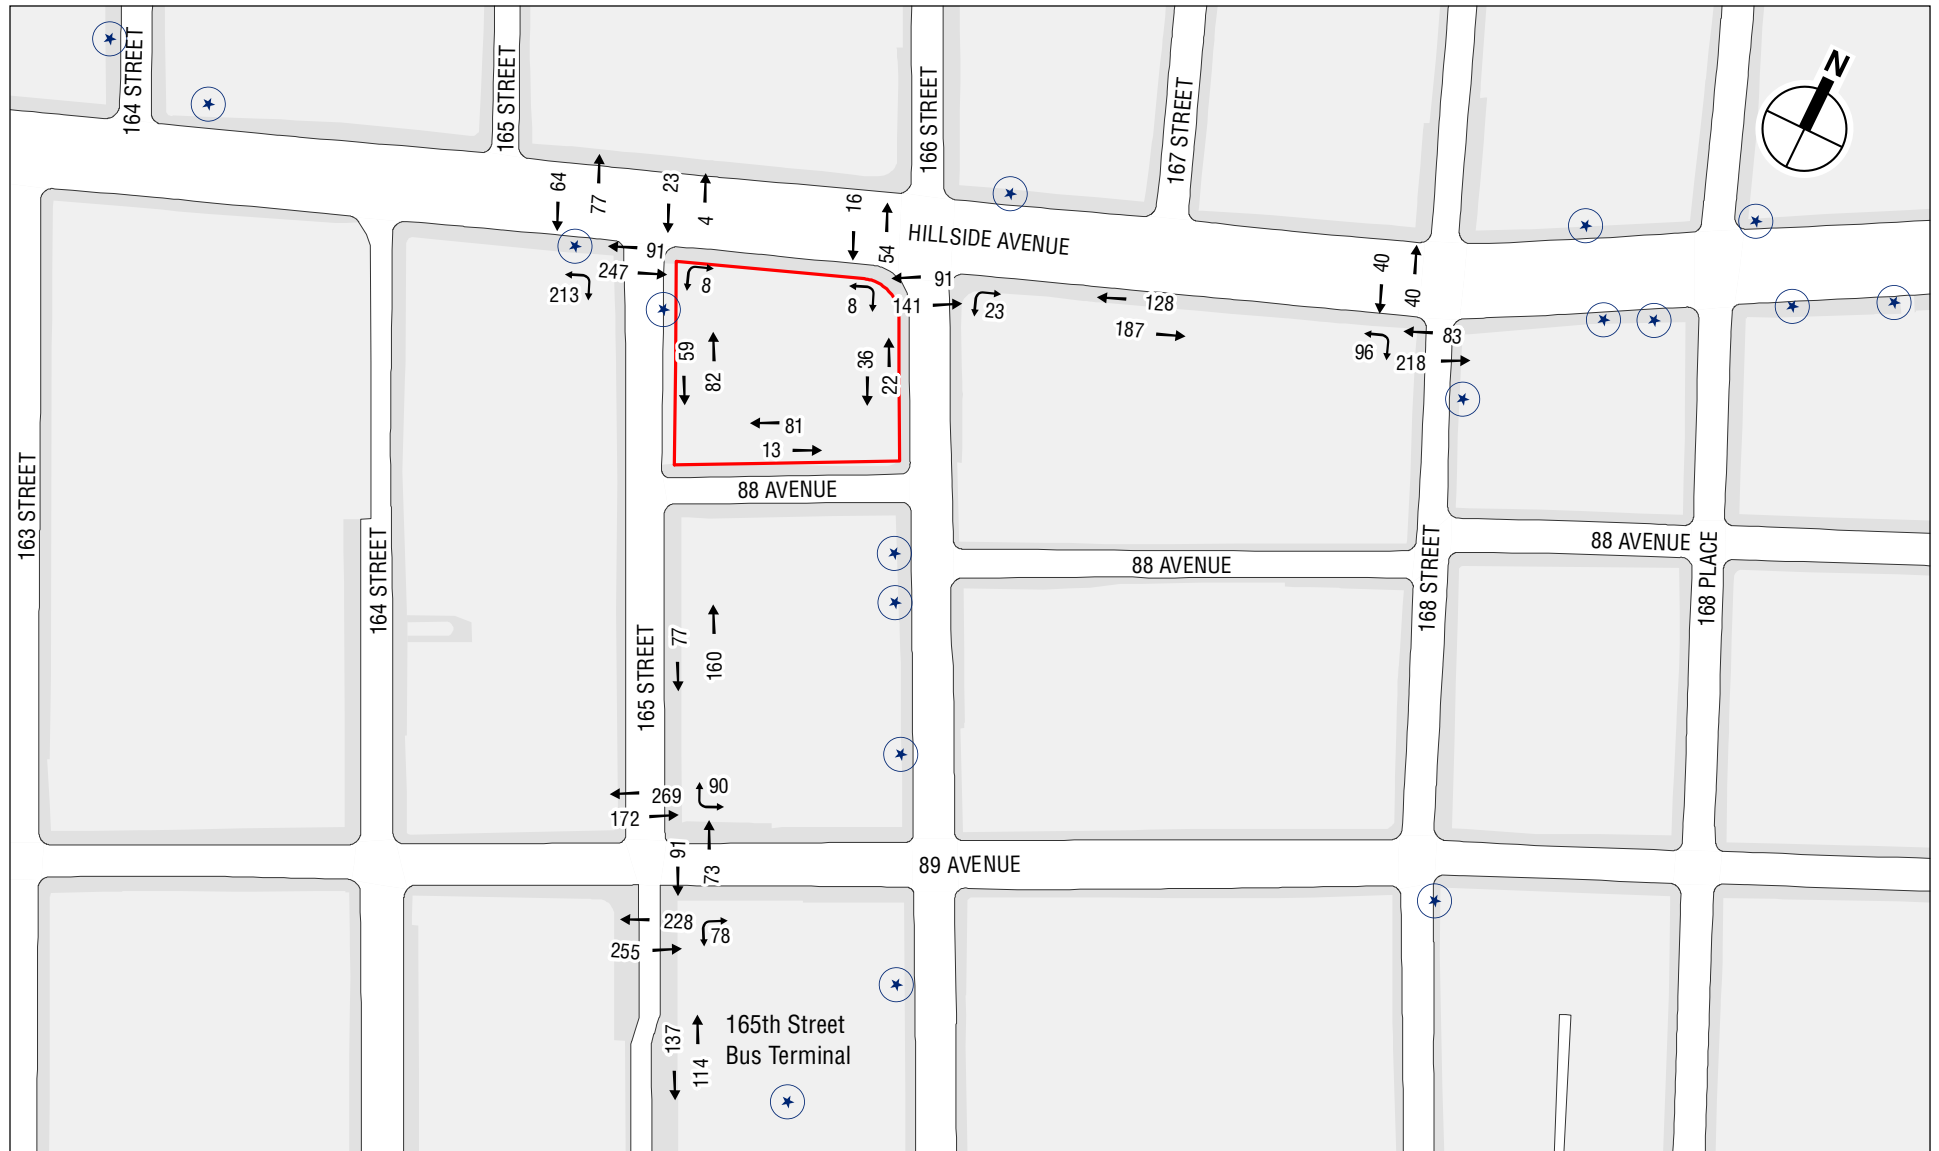 164 STREET
165 STREET
166 STREET
167 STREET
N
HILLSIDE AVENUE
64
77
23
4
16
54
91
247
213
8
8
91
141
23
128
187
40
40
96
83
218
59
82
36
22
81
13
88 AVENUE
163 STREET
164 STREET
165 STREET
77
160
88 AVENUE
168 STREET
88 AVENUE
168 PLACE
269
90
172
91
73
89 AVENUE
228
78
255
137
114
165th Street
Bus Terminal